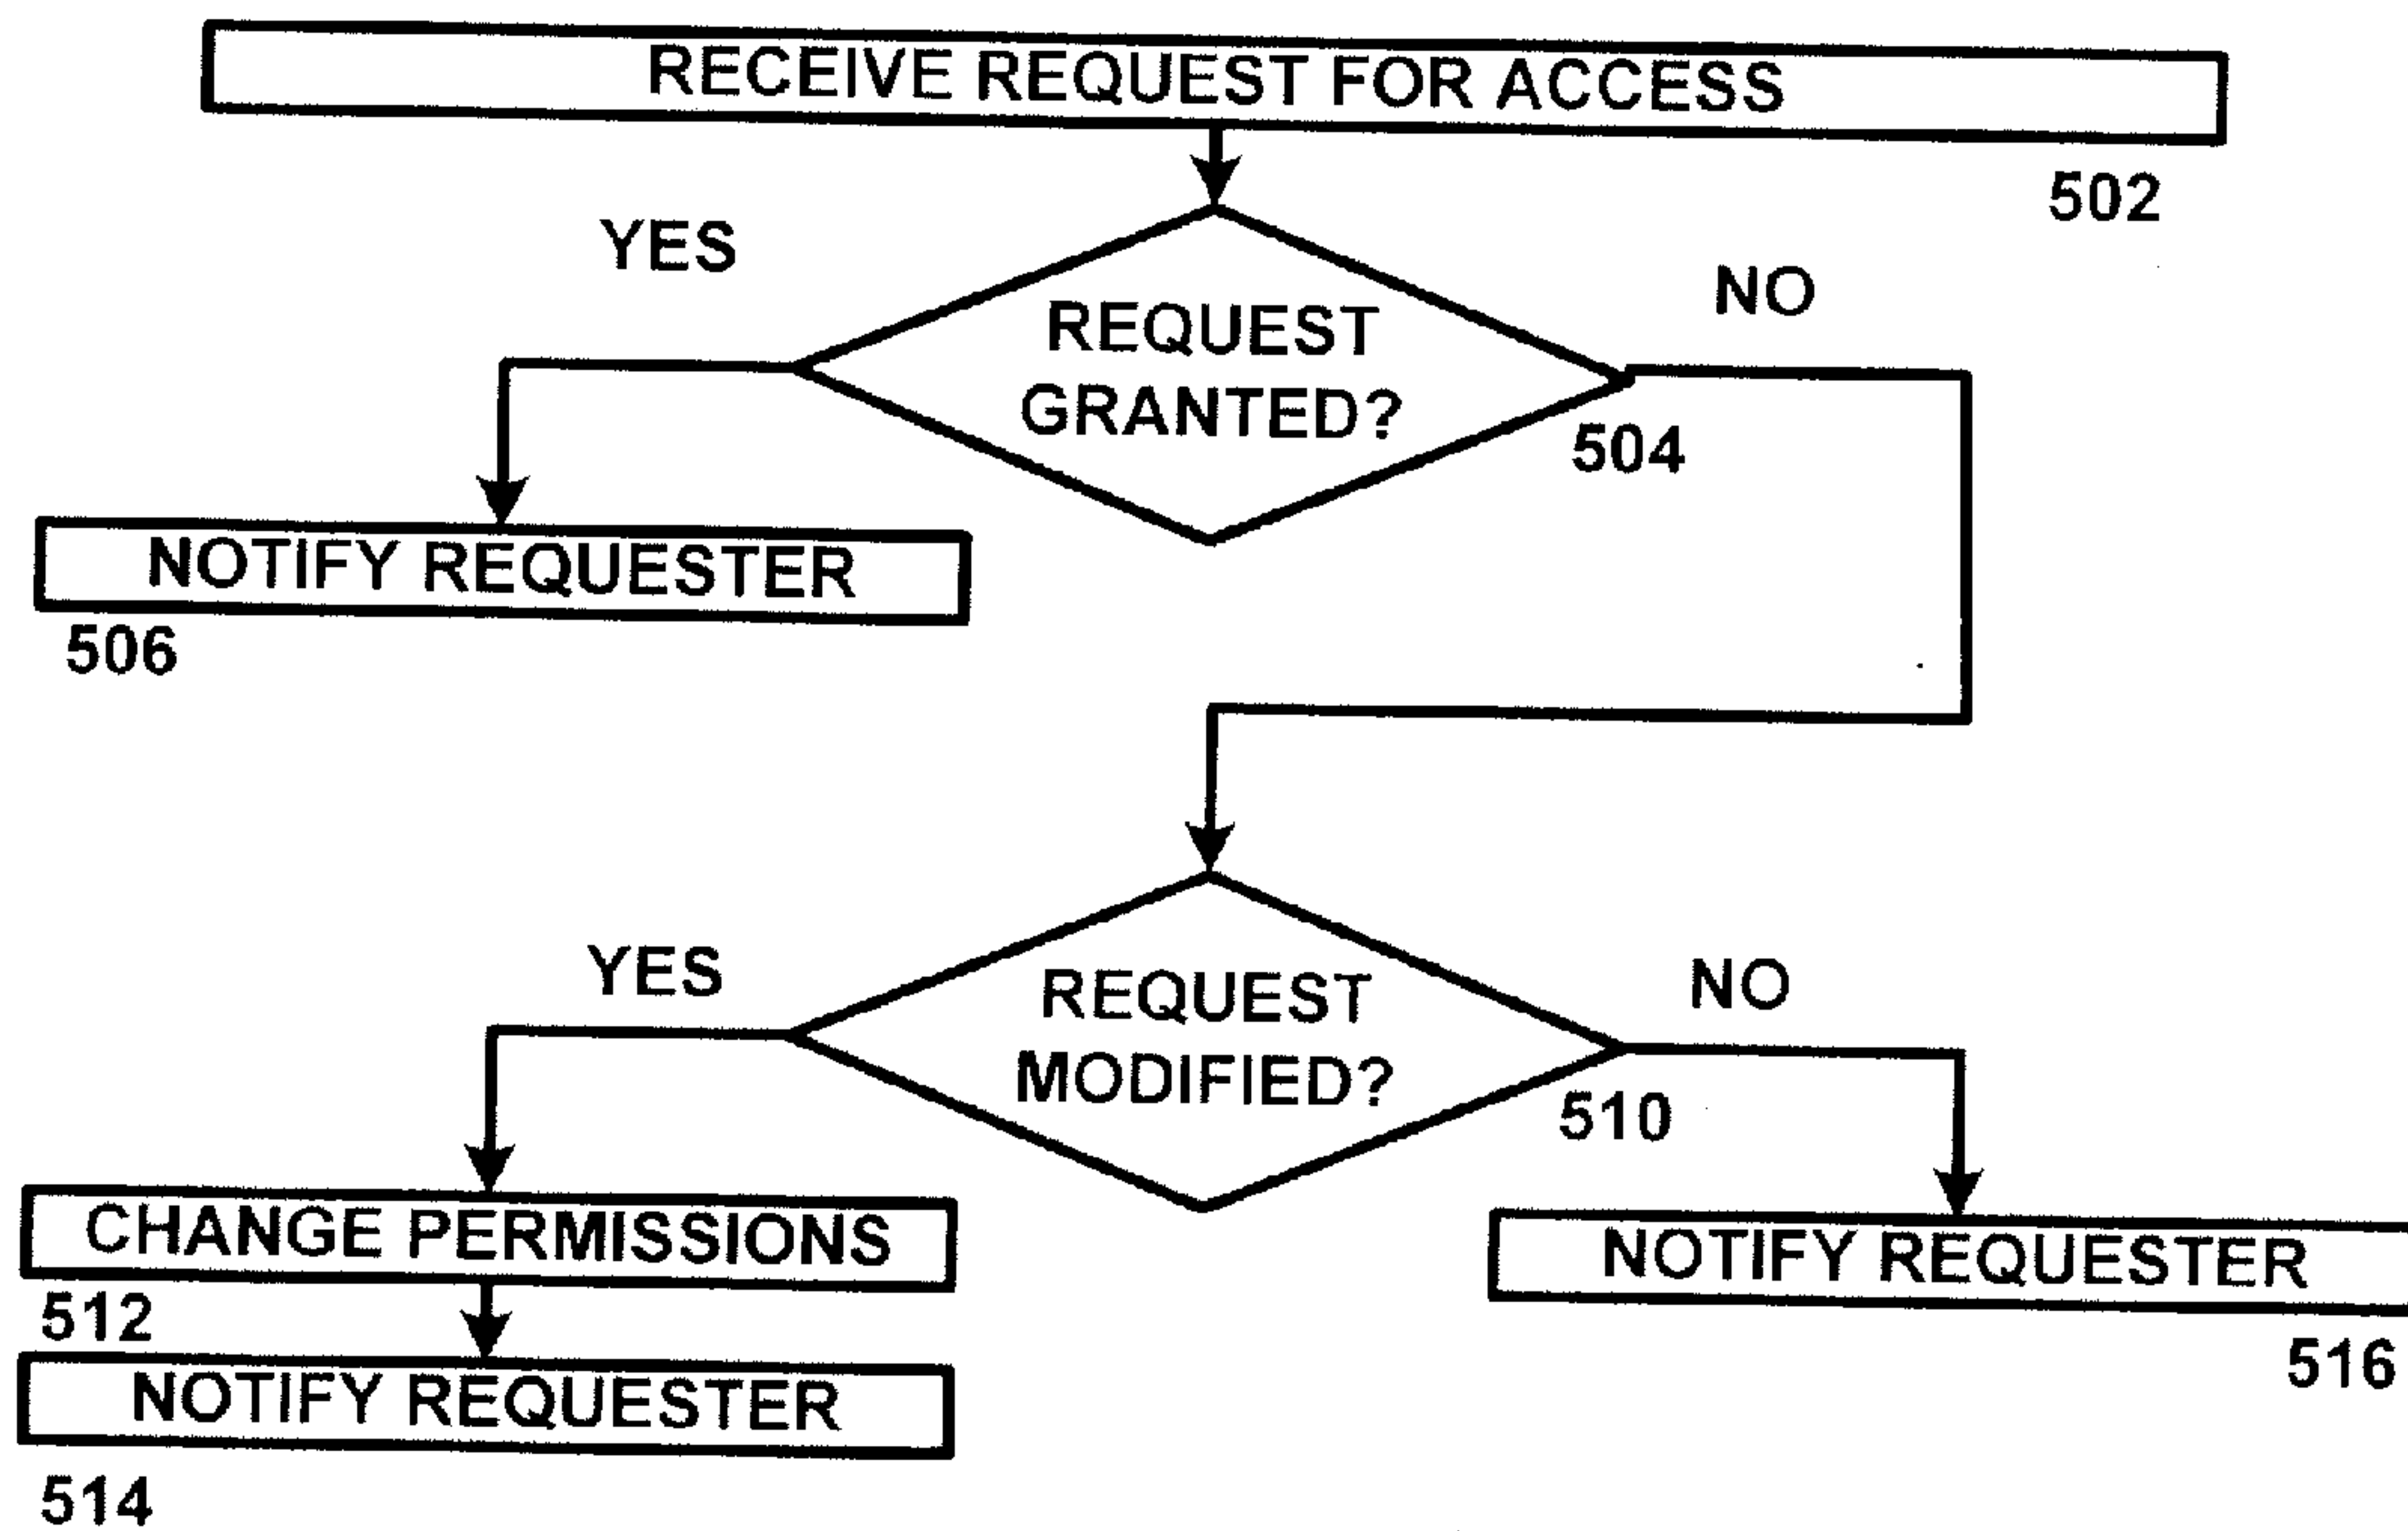 RECEIVE REQUEST FOR ACCESS
502
YES
NO
REQUEST
GRANTED?
504
NOTIFY REQUESTER
506
YES
NO
REQUEST
MODIFIED?
510
CHANGE PERMISSIONS
512
NOTIFY REQUESTER
516
NOTIFY REQUESTER
514